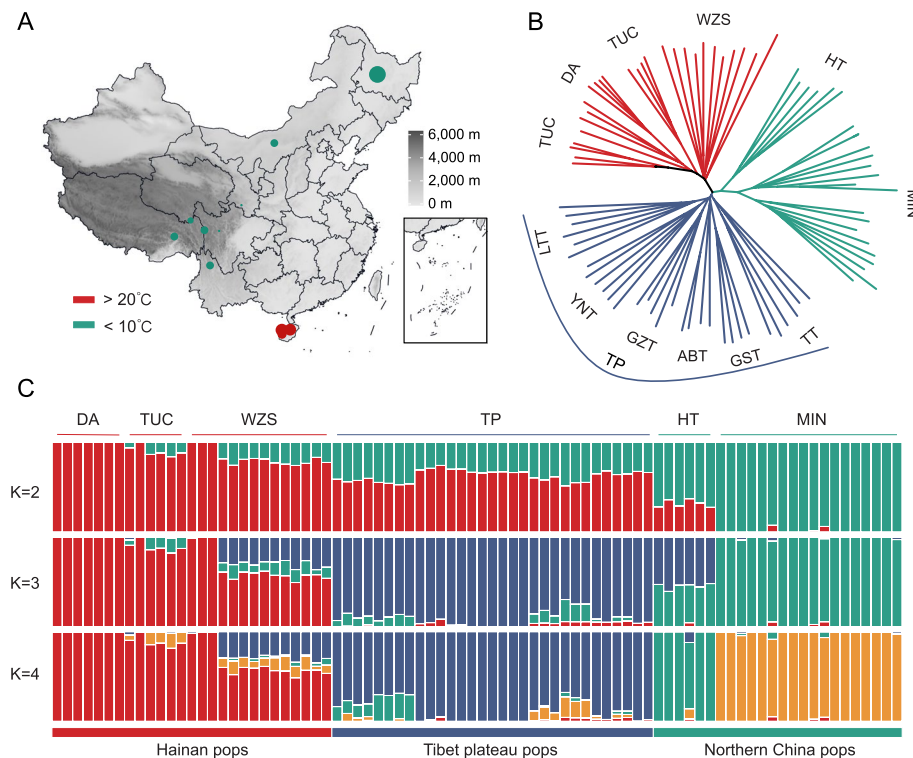 A
6,000 m
4,000 m
2,000 m
0 m
> 20°C
< 10°C
B
WZS
TUC
DA
TUC
HT
MIN
LTT
YNT
GZT
TP
ABT
GST
TT
C
DA TUC WZS TP HT MIN
K=2
K=3
K=4
Hainan pops Tibet plateau pops Northern China pops